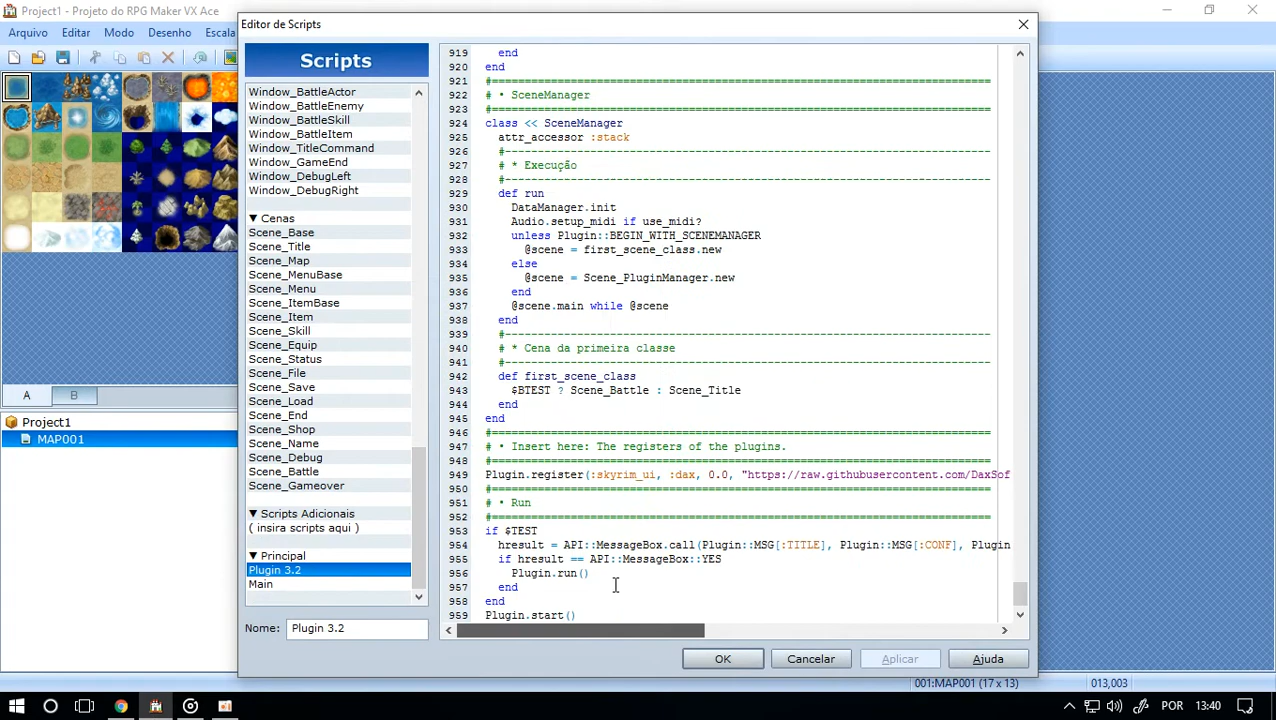 Project1 - Projeto do RPG Maker VX Ace
Arquivo Editar Modo Desenho Escala
A B
Project1
MAP001
Editor de Scripts
Scripts
Window_BattleActor
Window_BattleEnemy
Window_BattleSkill
Window_BattleItem
Window_TitleCommand
Window_GameEnd
Window_DebugLeft
Window_DebugRight
▼ Cenas
Scene_Base
Scene_Title
Scene_Map
Scene_MenuBase
Scene_Menu
Scene_ItemBase
Scene_Item
Scene_Skill
Scene_Equip
Scene_Status
Scene_File
Scene_Save
Scene_Load
Scene_End
Scene_Shop
Scene_Name
Scene_Debug
Scene_Battle
Scene_Gameover
▼ Scripts Adicionais
( insira scripts aqui )
▼ Principal
Plugin 3.2
Main
Nome: Plugin 3.2
919 end
920 end
921 #==============================================================================
922 # • SceneManager
923 #==============================================================================
924 class << SceneManager
925 attr_accessor :stack
926 #--------------------------------------------------------------------------
927 # * Execução
928 #--------------------------------------------------------------------------
929 def run
930 DataManager.init
931 Audio.setup_midi if use_midi?
932 unless Plugin::BEGIN_WITH_SCENEMANAGER
933 @scene = first_scene_class.new
934 else
935 @scene = Scene_PluginManager.new
936 end
937 @scene.main while @scene
938 end
939 #--------------------------------------------------------------------------
940 # * Cena da primeira classe
941 #--------------------------------------------------------------------------
942 def first_scene_class
943 $BTEST ? Scene_Battle : Scene_Title
944 end
945 end
946 #==============================================================================
947 # • Insert here: The registers of the plugins.
948 #==============================================================================
949 Plugin.register(:skyrim_ui, :dax, 0.0, "https://raw.githubusercontent.com/DaxSof
950 #==============================================================================
951 # • Run
952 #==============================================================================
953 if $TEST
954 hresult = API::MessageBox.call(Plugin::MSG[:TITLE], Plugin::MSG[:CONF], Plugin
955 if hresult == API::MessageBox::YES
956 Plugin.run()
957 end
958 end
959 Plugin.start()
OK Cancelar Aplicar Ajuda
001:MAP001 (17 x 13) 013,003
POR 13:40